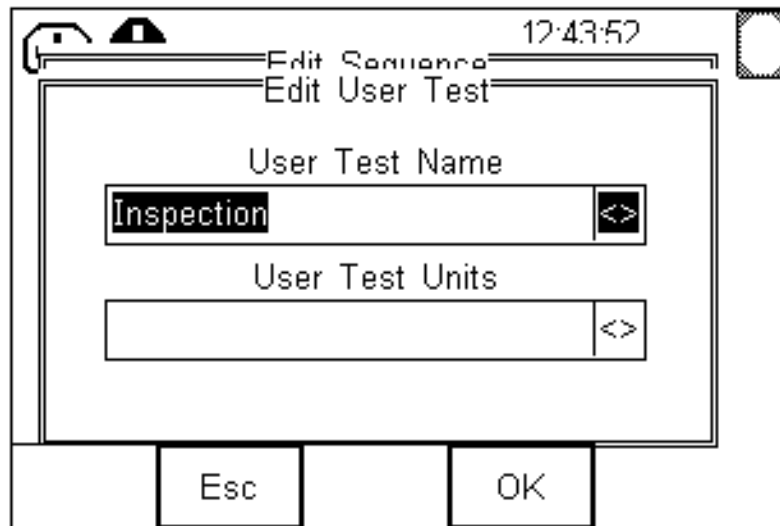 12:43:52
Edit Sequence
Edit User Test
User Test Name
Inspection <>
User Test Units
<>
Esc OK